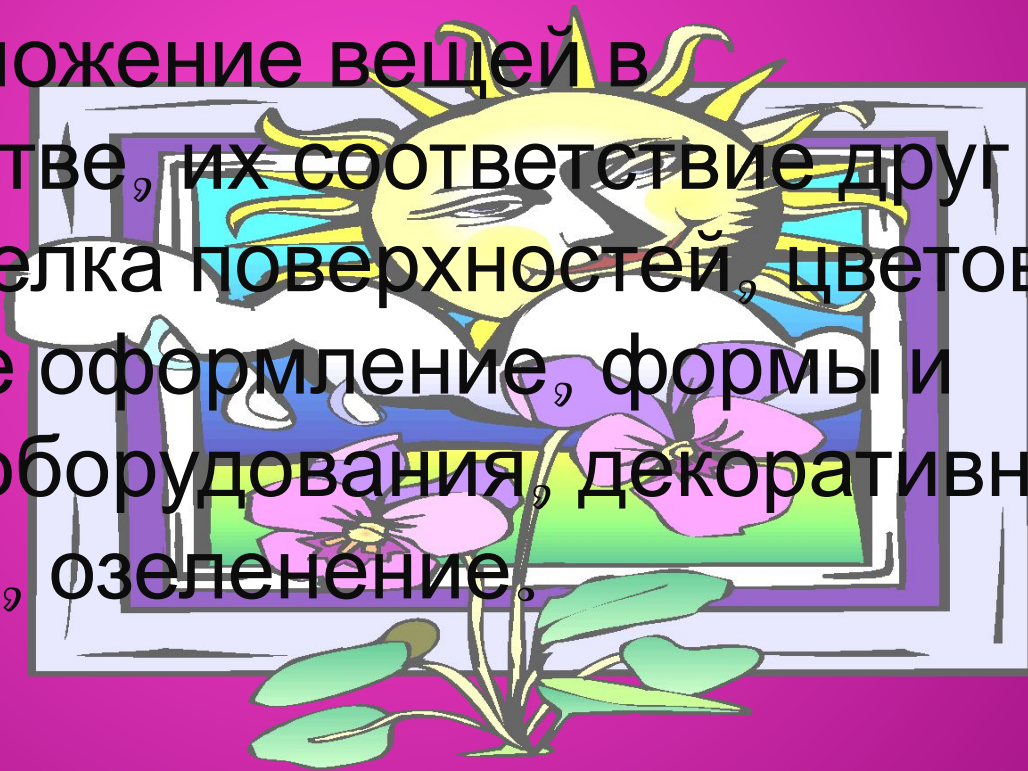 ложение вещей в
тве, их соответствие друг
елка поверхностей, цветов
е оформление, формы и
оборудования, декоративн
, озеленение.